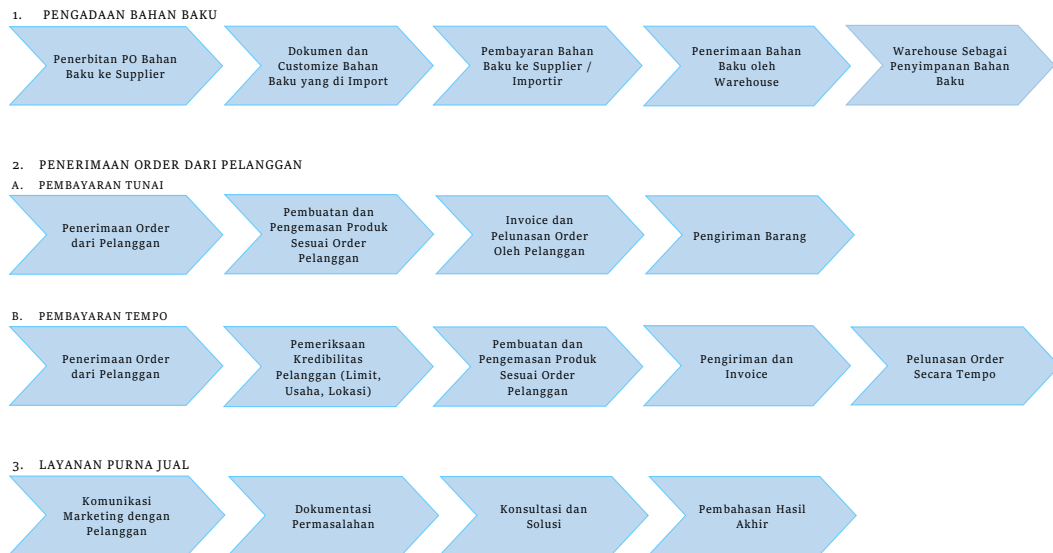 1. PENGADAAN BAHAN BAKU
Penerbitan PO Bahan
Baku ke Supplier
Dokumen dan
Customize Bahan
Baku yang di Import
Pembayaran Bahan
Baku ke Supplier /
Importir
Penerimaan Bahan
Baku oleh
Warehouse
Warehouse Sebagai
Penyimpanan Bahan
Baku
2. PENERIMAAN ORDER DARI PELANGGAN
A. PEMBAYARAN TUNAI
Penerimaan Order
dari Pelanggan
Pembuatan dan
Pengemasan Produk
Sesuai Order
Pelanggan
Invoice dan
Pelunasan Order
Oleh Pelanggan
Pengiriman Barang
B. PEMBAYARAN TEMPO
Penerimaan Order
dari Pelanggan
Pemeriksaan
Kredibilitas
Pelanggan (Limit,
Usaha, Lokasi)
Pembuatan dan
Pengemasan Produk
Sesuai Order
Pelanggan
Pengiriman dan
Invoice
Pelunasan Order
Secara Tempo
3. LAYANAN PURNA JUAL
Komunikasi
Marketing dengan
Pelanggan
Dokumentasi
Permasalahan
Konsultasi dan
Solusi
Pembahasan Hasil
Akhir